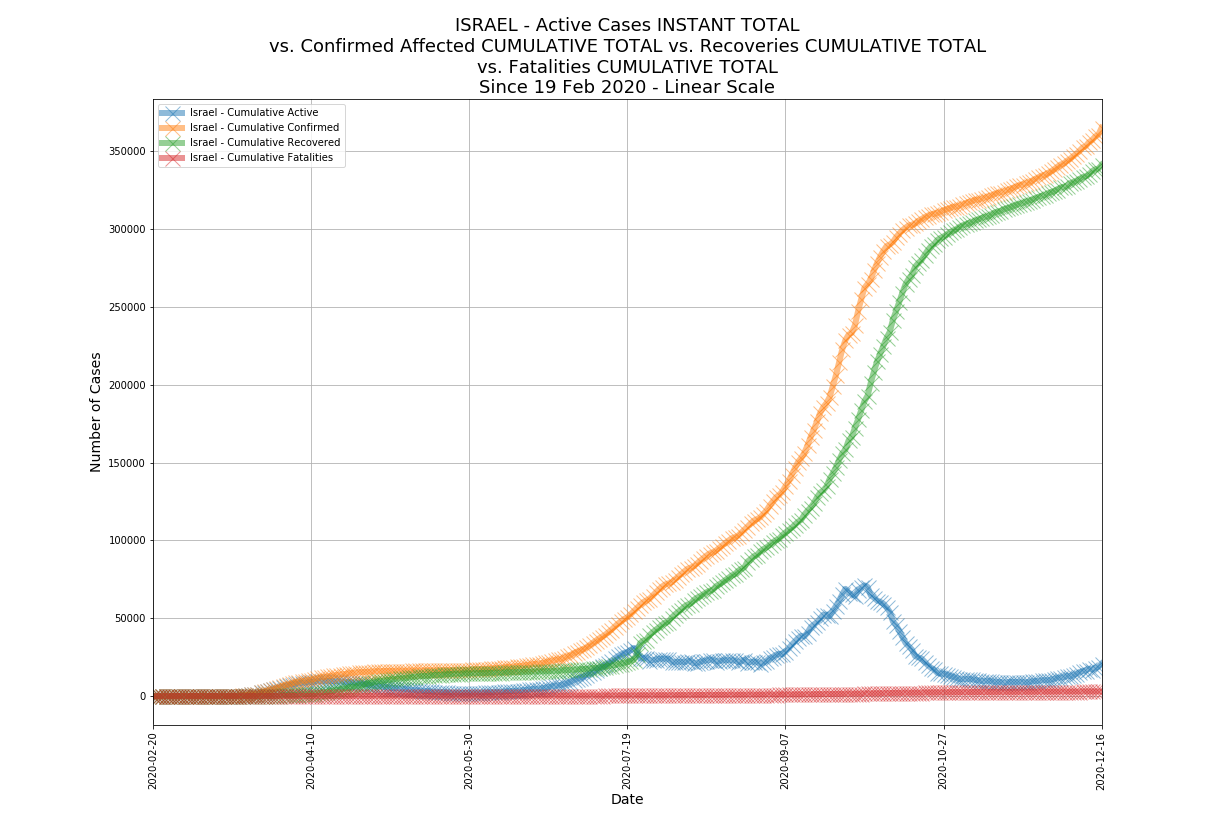 ISRAEL - Active Cases INSTANT TOTAL
vs. Confirmed Affected CUMULATIVE TOTAL vs. Recoveries CUMULATIVE TOTAL
vs. Fatalities CUMULATIVE TOTAL
Since 19 Feb 2020 - Linear Scale
Israel - Cumulative Active
Israel - Cumulative Confirmed
Israel - Cumulative Recovered
Israel - Cumulative Fatalities
Number of Cases
350000
300000
250000
200000
150000
100000
50000
0
2020-02-20
2020-04-10
2020-05-30
2020-07-19
2020-09-07
2020-10-27
2020-12-16
Date